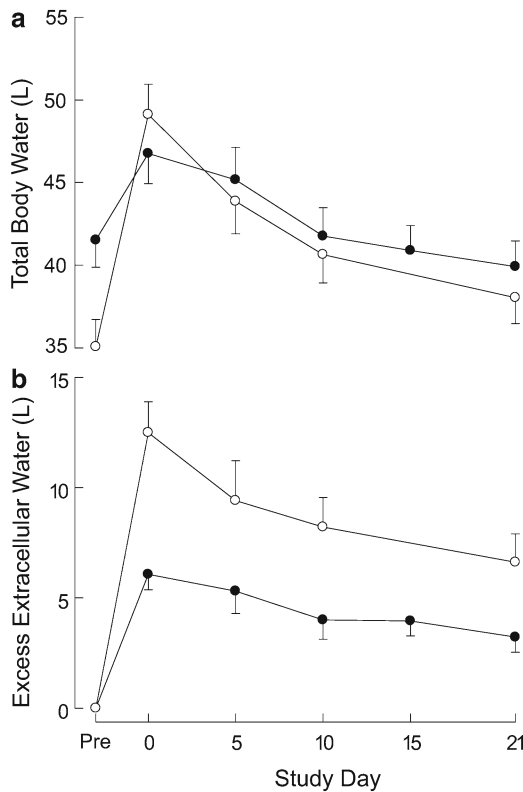 a
Total Body Water (L)
55
50
45
40
35
b
Excess Extracellular Water (L)
15
10
5
0
Pre 0 5 10 15 21
Study Day